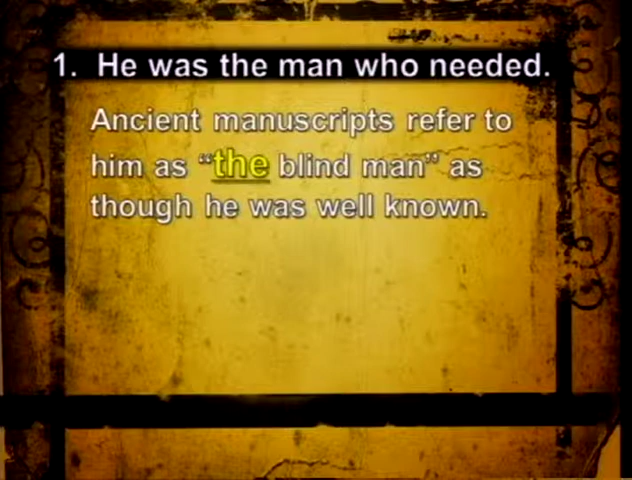 1. He was the man who needed.
Ancient manuscripts refer to
him as “the blind man” as
though he was well known.